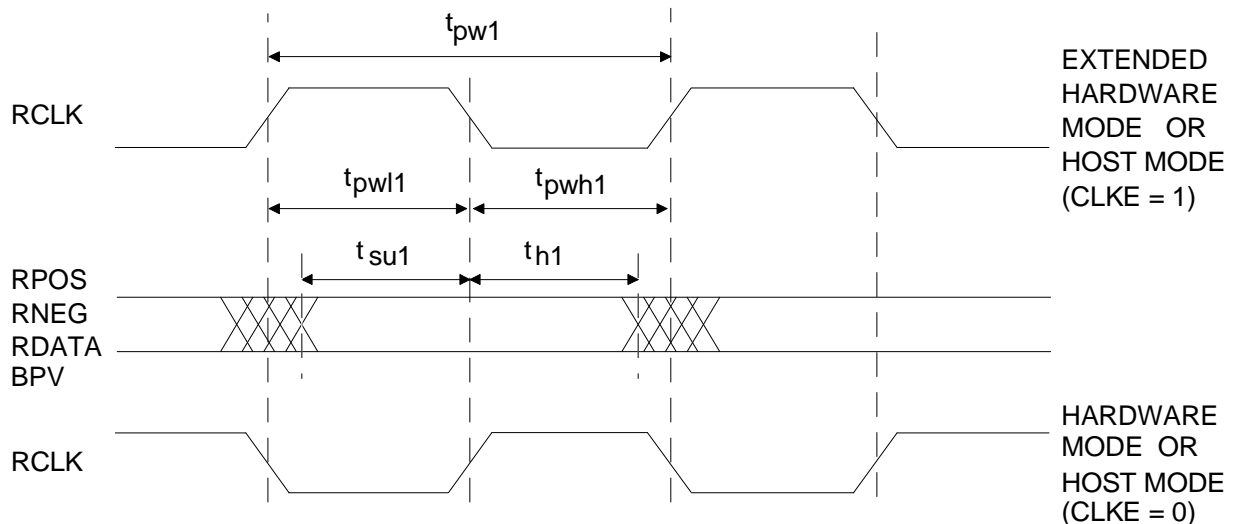 tpw1
RCLK
EXTENDED
HARDWARE
MODE OR
HOST MODE
(CLKE = 1)
tpwl1
tpwh1
tsu1
th1
RPOS
RNEG
RDATA
BPV
RCLK
HARDWARE
MODE OR
HOST MODE
(CLKE = 0)